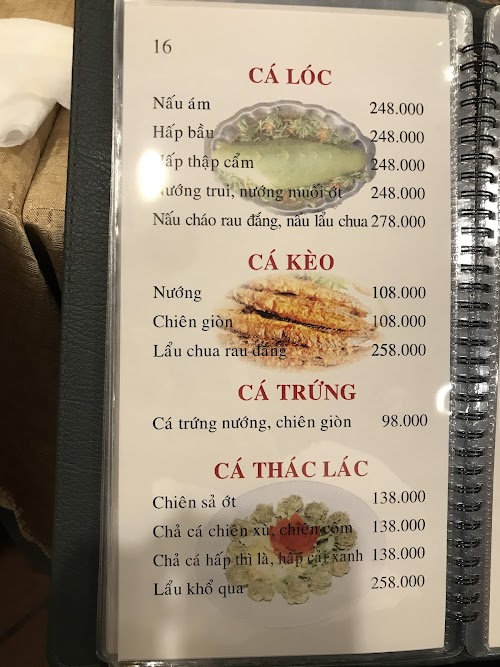 16
CÁ LÓC
Nấu ám 248.000
Hấp bầu 248.000
Hấp thập cẩm 248.000
Nướng trui, nướng muối ớt 248.000
Nấu cháo rau đắng, nấu lẩu chua 278.000
CÁ KÈO
Nướng 108.000
Chiên giòn 108.000
Lẩu chua rau đắng 258.000
CÁ TRỨNG
Cá trứng nướng, chiên giòn 98.000
CÁ THÁC LÁC
Chiên sả ớt 138.000
Chả cá chiên xù, chiên cốm 138.000
Chả cá hấp thì là, hấp cải xanh 138.000
Lẩu khổ qua 258.000